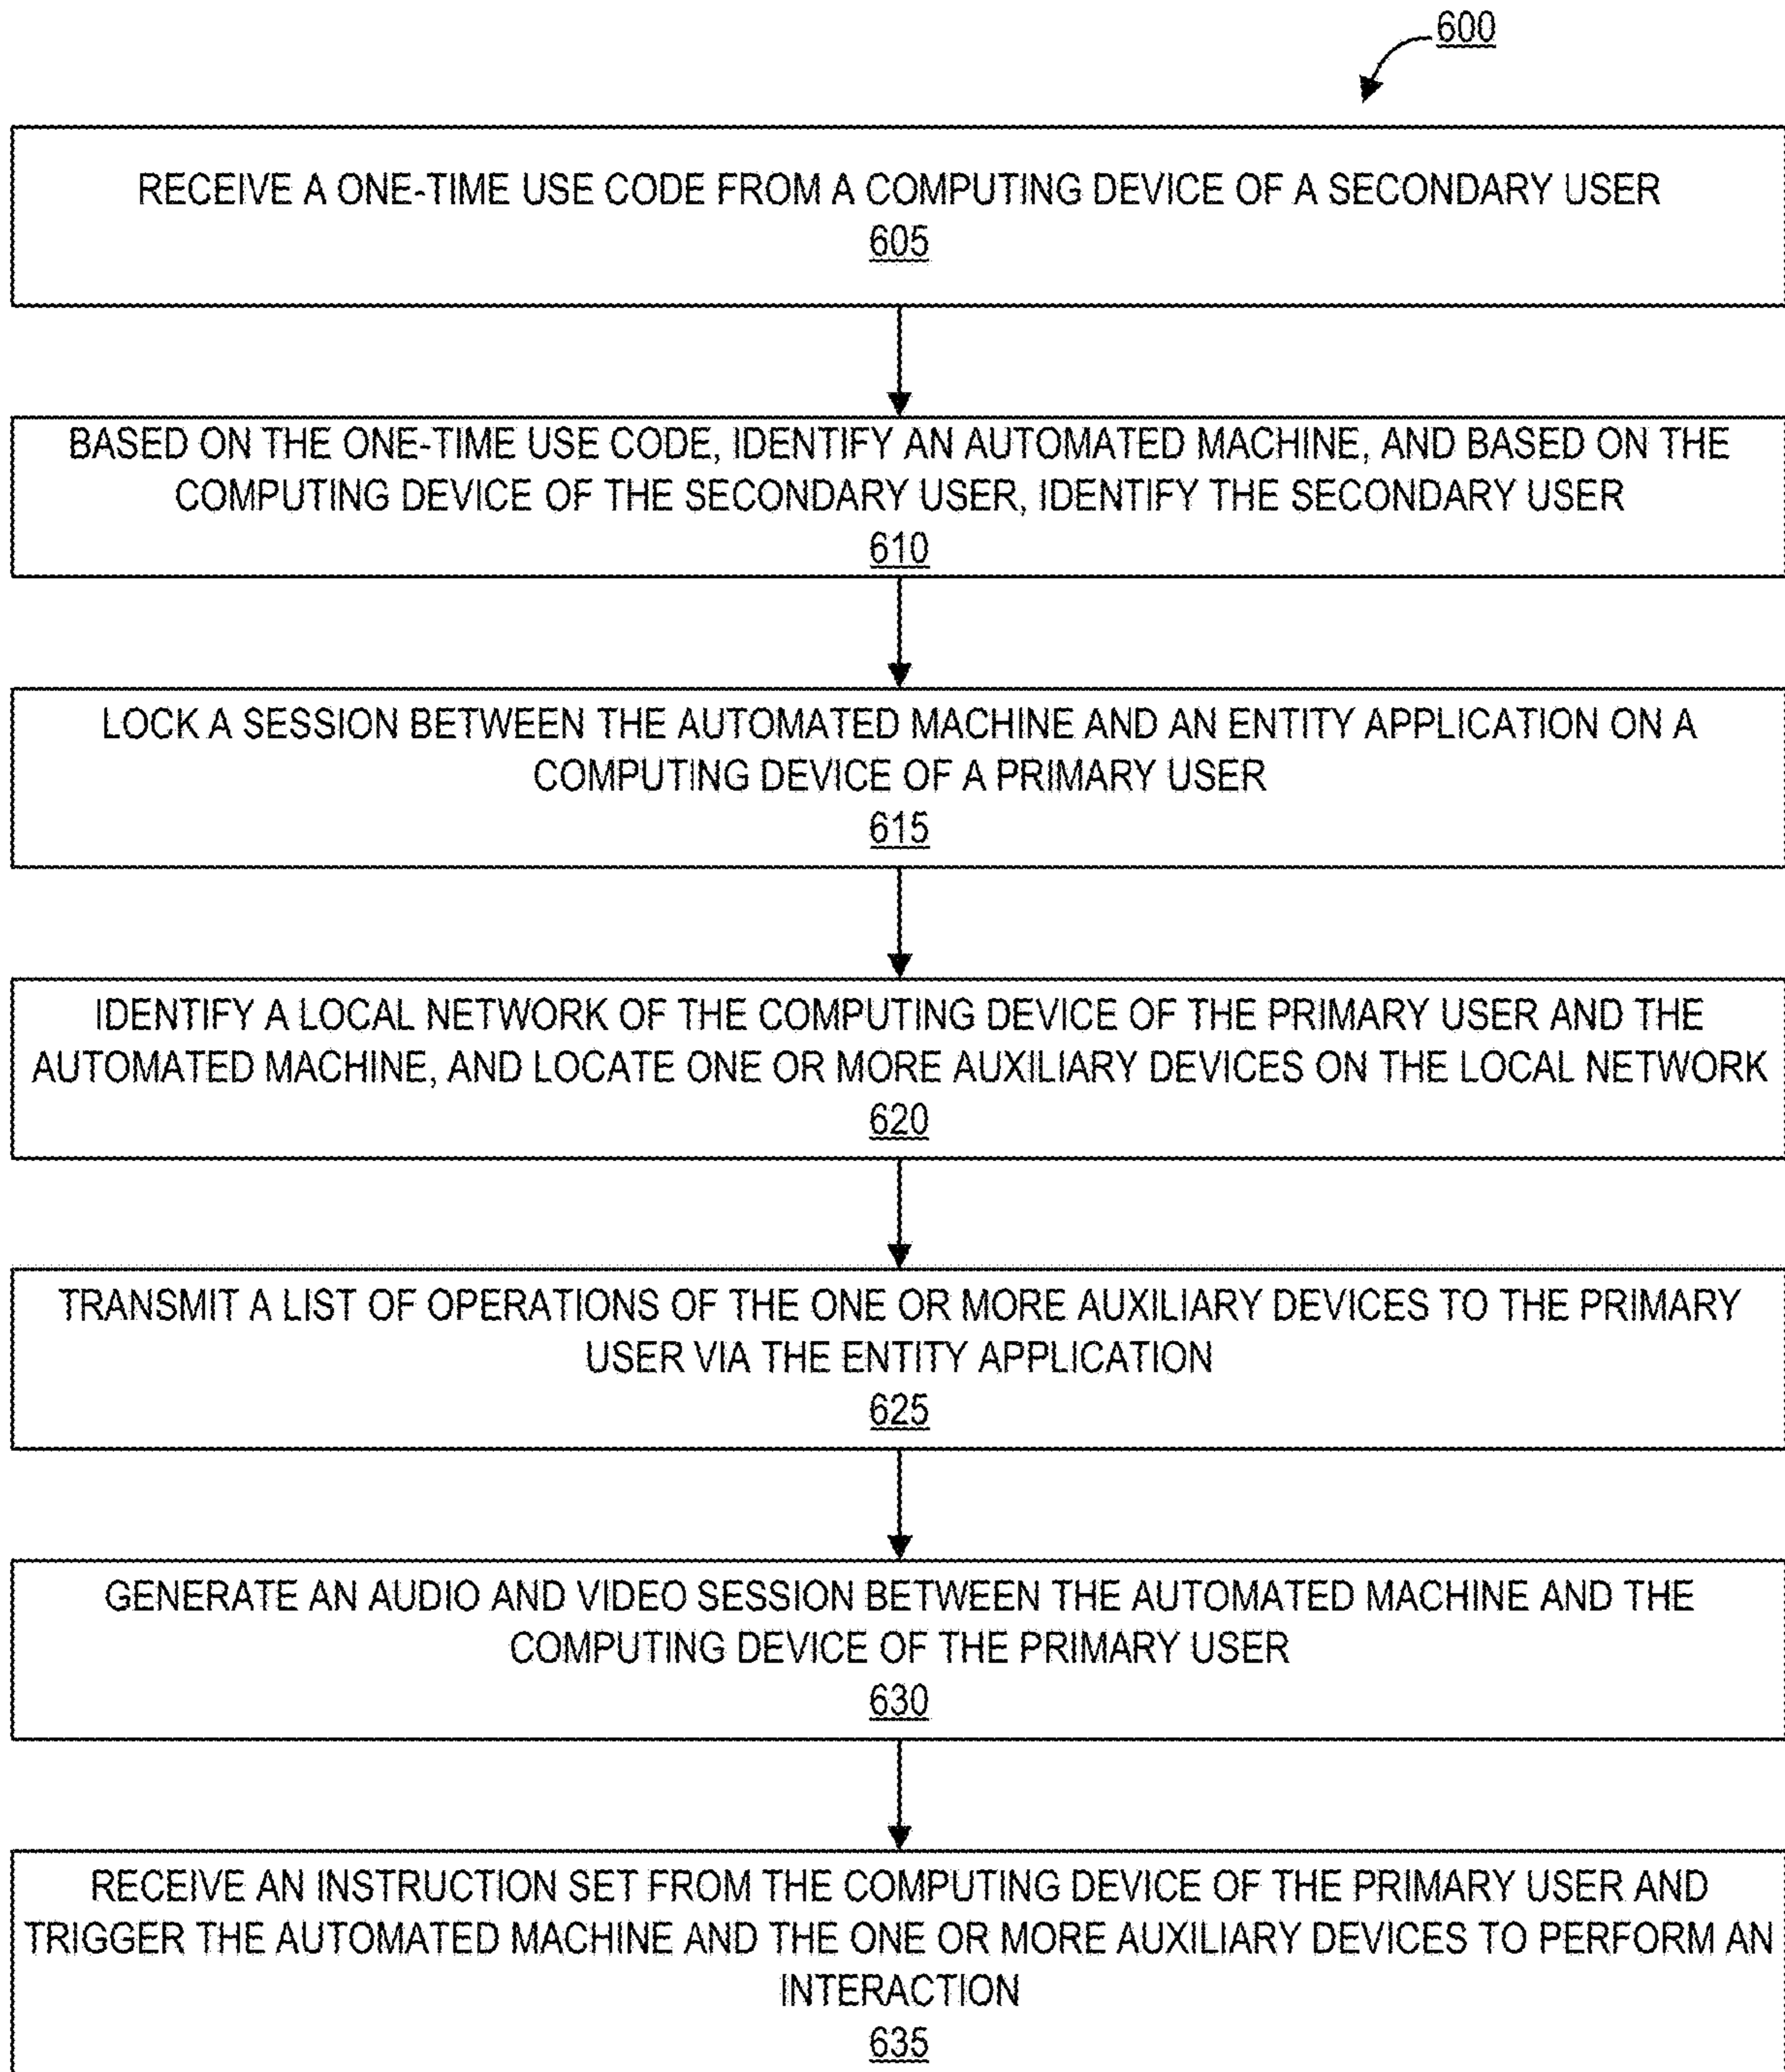 600
RECEIVE A ONE-TIME USE CODE FROM A COMPUTING DEVICE OF A SECONDARY USER
605
BASED ON THE ONE-TIME USE CODE, IDENTIFY AN AUTOMATED MACHINE, AND BASED ON THE
COMPUTING DEVICE OF THE SECONDARY USER, IDENTIFY THE SECONDARY USER
610
LOCK A SESSION BETWEEN THE AUTOMATED MACHINE AND AN ENTITY APPLICATION ON A
COMPUTING DEVICE OF A PRIMARY USER
615
IDENTIFY A LOCAL NETWORK OF THE COMPUTING DEVICE OF THE PRIMARY USER AND THE
AUTOMATED MACHINE, AND LOCATE ONE OR MORE AUXILIARY DEVICES ON THE LOCAL NETWORK
620
TRANSMIT A LIST OF OPERATIONS OF THE ONE OR MORE AUXILIARY DEVICES TO THE PRIMARY
USER VIA THE ENTITY APPLICATION
625
GENERATE AN AUDIO AND VIDEO SESSION BETWEEN THE AUTOMATED MACHINE AND THE
COMPUTING DEVICE OF THE PRIMARY USER
630
RECEIVE AN INSTRUCTION SET FROM THE COMPUTING DEVICE OF THE PRIMARY USER AND
TRIGGER THE AUTOMATED MACHINE AND THE ONE OR MORE AUXILIARY DEVICES TO PERFORM AN
INTERACTION
635